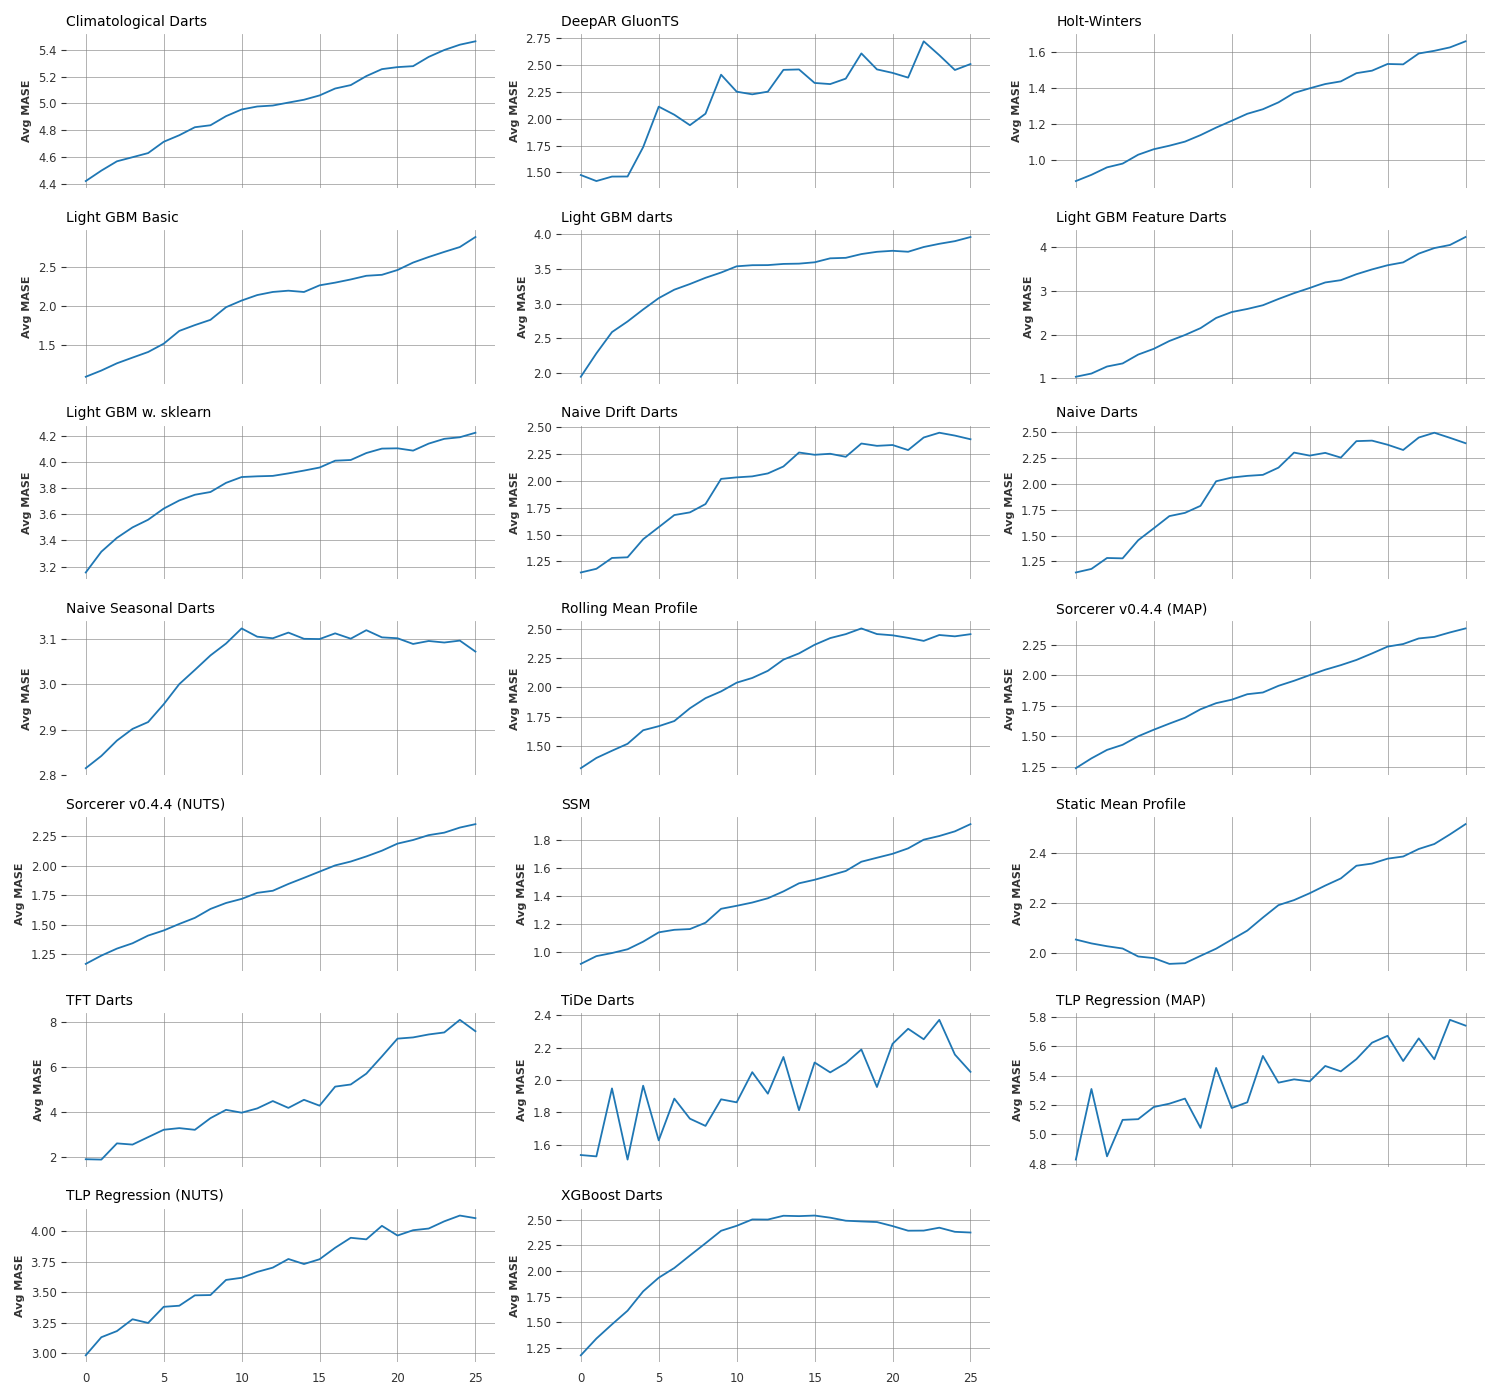 Climatological Darts
5.4
5.2
5.0
4.8
4.6
4.4
Avg MASE
DeepAR GluonTS
2.75
2.50
2.25
2.00
1.75
1.50
Avg MASE
Holt-Winters
1.6
1.4
1.2
1.0
Avg MASE
Light GBM Basic
2.5
2.0
1.5
Avg MASE
Light GBM darts
4.0
3.5
3.0
2.5
2.0
Avg MASE
Light GBM Feature Darts
4
3
2
1
Avg MASE
Light GBM w. sklearn
4.2
4.0
3.8
3.6
3.4
3.2
Avg MASE
Naive Drift Darts
2.50
2.25
2.00
1.75
1.50
1.25
Avg MASE
Naive Darts
2.50
2.25
2.00
1.75
1.50
1.25
Avg MASE
Naive Seasonal Darts
3.1
3.0
2.9
2.8
Avg MASE
Rolling Mean Profile
2.50
2.25
2.00
1.75
1.50
Avg MASE
Sorcerer v0.4.4 (MAP)
2.25
2.00
1.75
1.50
1.25
Avg MASE
Sorcerer v0.4.4 (NUTS)
2.25
2.00
1.75
1.50
1.25
Avg MASE
SSM
1.8
1.6
1.4
1.2
1.0
Avg MASE
Static Mean Profile
2.4
2.2
2.0
Avg MASE
TFT Darts
8
6
4
2
Avg MASE
TiDe Darts
2.4
2.2
2.0
1.8
1.6
Avg MASE
TLP Regression (MAP)
5.8
5.6
5.4
5.2
5.0
4.8
Avg MASE
TLP Regression (NUTS)
4.00
3.75
3.50
3.25
3.00
Avg MASE
0 5 10 15 20 25
XGBoost Darts
2.50
2.25
2.00
1.75
1.50
1.25
Avg MASE
0 5 10 15 20 25